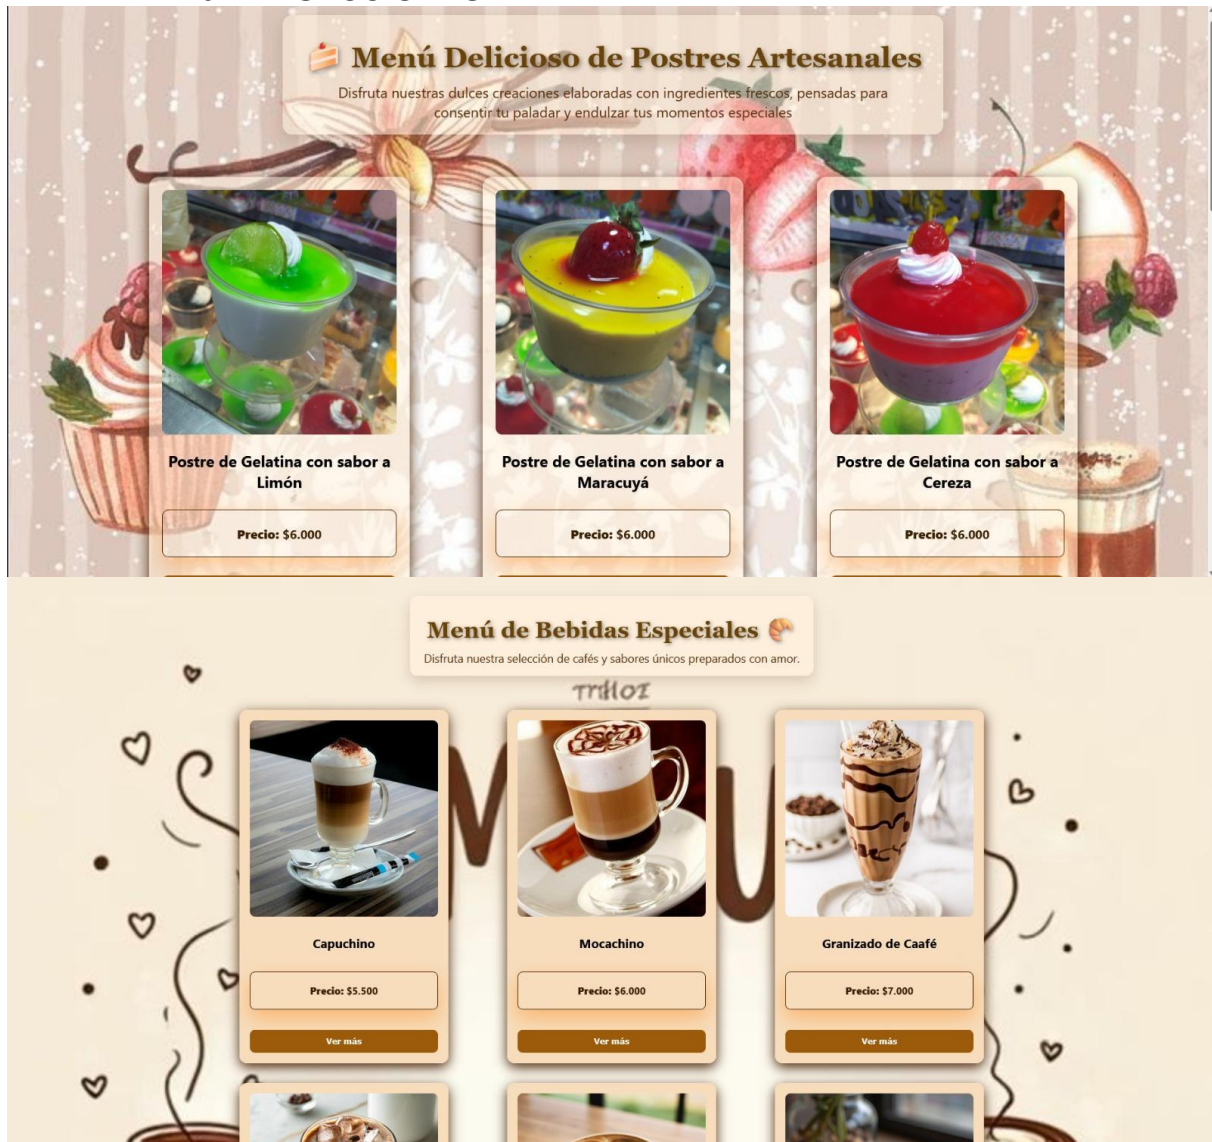 Menú Delicioso de Postres Artesanales
Disfruta nuestras dulces creaciones elaboradas con ingredientes frescos, pensadas para
consentir tu paladar y endulzar tus momentos especiales
Postre de Gelatina con sabor a
Limón
Precio: $6.000
Postre de Gelatina con sabor a
Maracuyá
Precio: $6.000
Postre de Gelatina con sabor a
Cereza
Precio: $6.000
Menú de Bebidas Especiales
Disfruta nuestra selección de cafés y sabores únicos preparados con amor.
Capuchino
Precio: $5.500
Ver más
Mocachino
Precio: $6.000
Ver más
Granizado de Caafé
Precio: $7.000
Ver más